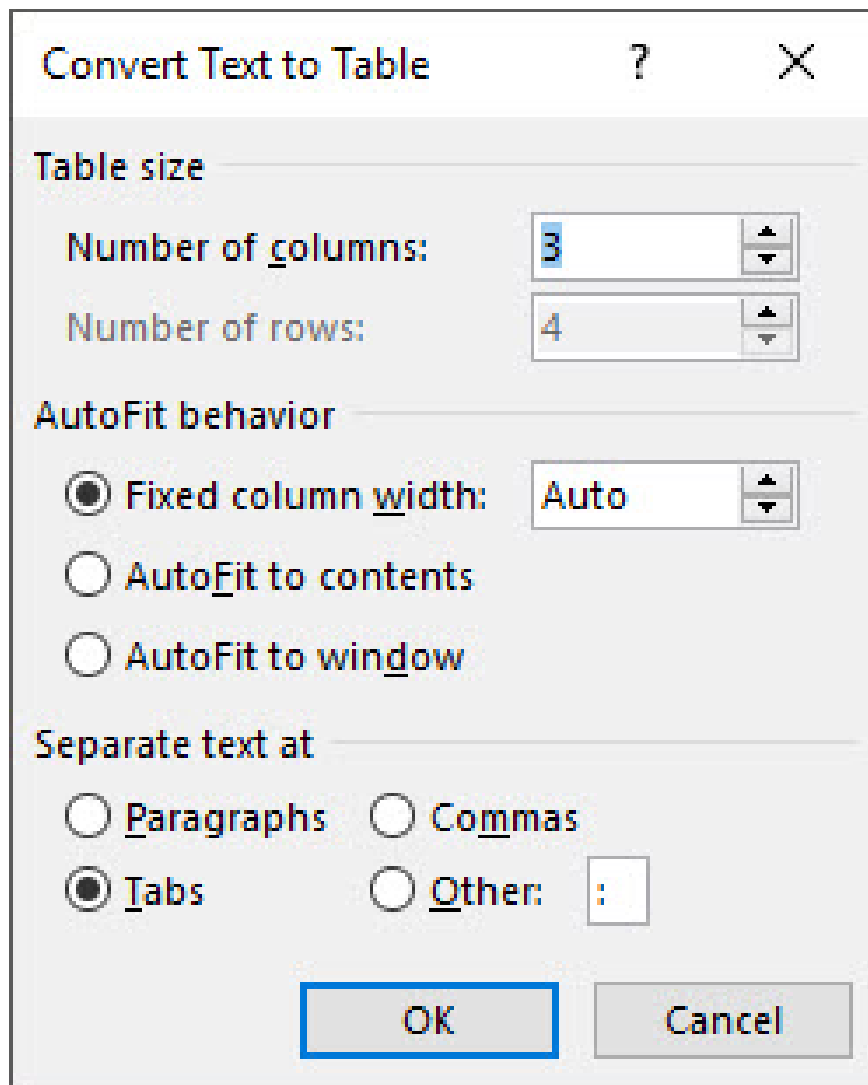 Convert Text to Table ?
Table size
Number of columns: 3
Number of rows: 4
AutoFit behavior
Fixed column width: Auto
AutoFit to contents
AutoFit to window
Separate text at
Paragraphs Commas
Tabs Other: :
OK Cancel